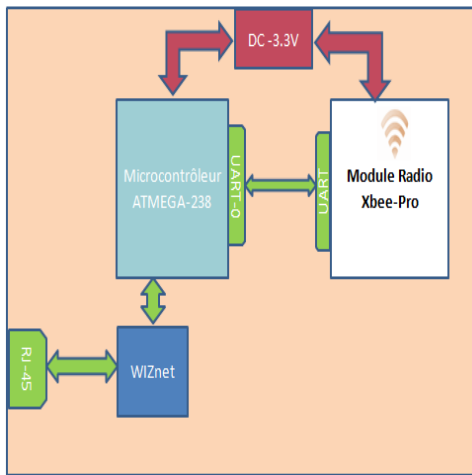 DC -3.3V
Microcontrôleur
ATMEGA-238
UART-0
UART
Module Radio
Xbee-Pro
WIZnet
RJ-45